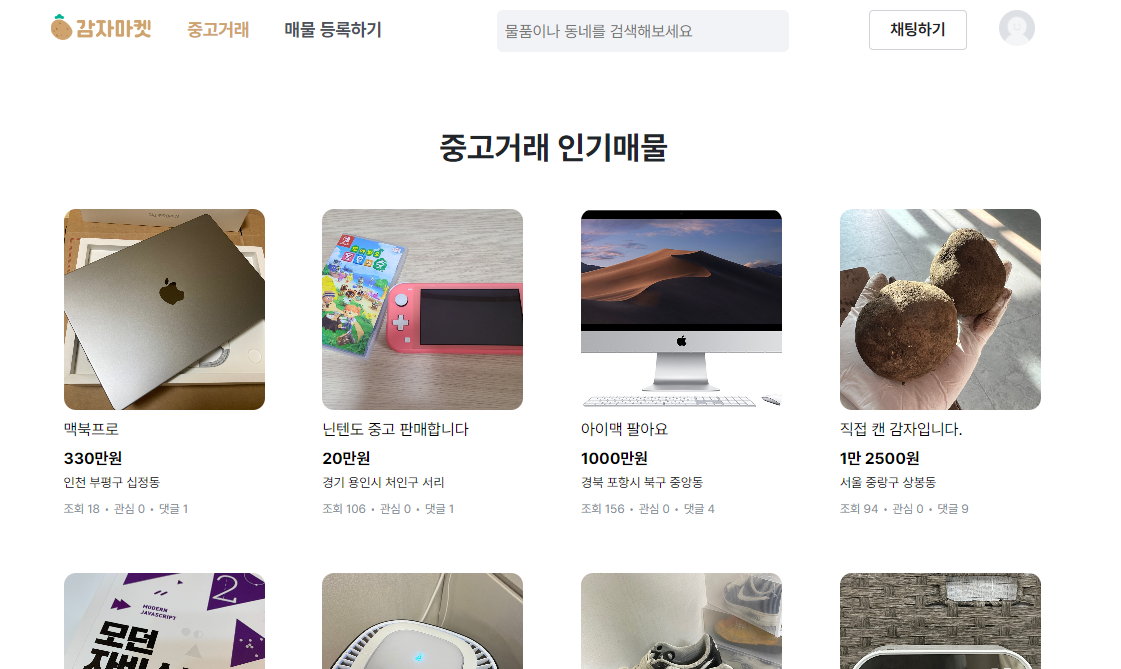 감자마켓
중고거래
매물 등록하기
물품이나 동네를 검색해보세요
채팅하기
중고거래 인기매물
맥북프로
330만원
인천 부평구 십정동
조회 18 • 관심 0 • 댓글 1
닌텐도 중고 판매합니다
20만원
경기 용인시 처인구 서리
조회 106 • 관심 0 • 댓글 1
아이맥 팔아요
1000만원
경북 포항시 북구 중앙동
조회 156 • 관심 0 • 댓글 4
직접 캔 감자입니다.
1만 2500원
서울 중랑구 상봉동
조회 94 • 관심 0 • 댓글 9
2
MODERN
JAVASCRIPT
모던